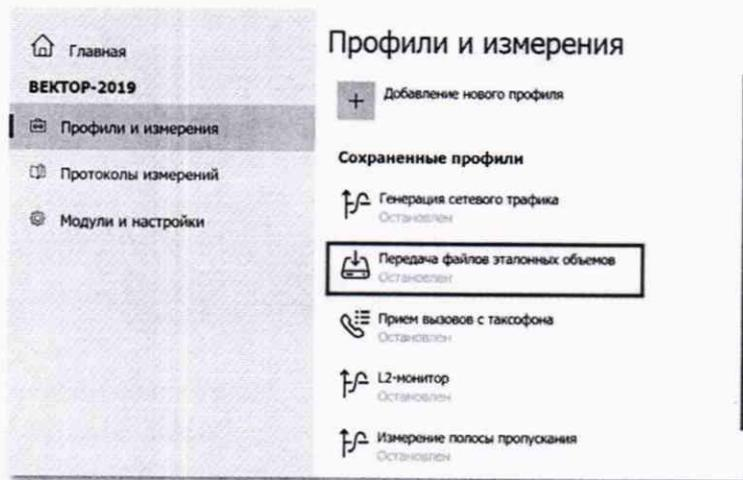 Главная
ВЕКТОР-2019
Профили и измерения
Протоколы измерений
Модули и настройки
Профили и измерения
Добавление нового профиля
Сохраненные профили
Генерация сетевого трафика
Остановлен
Передача файлов эталонных объемов
Остановлен
Прием вызовов с таксофона
Остановлен
L2-монитор
Остановлен
Измерение полосы пропускания
Остановлен